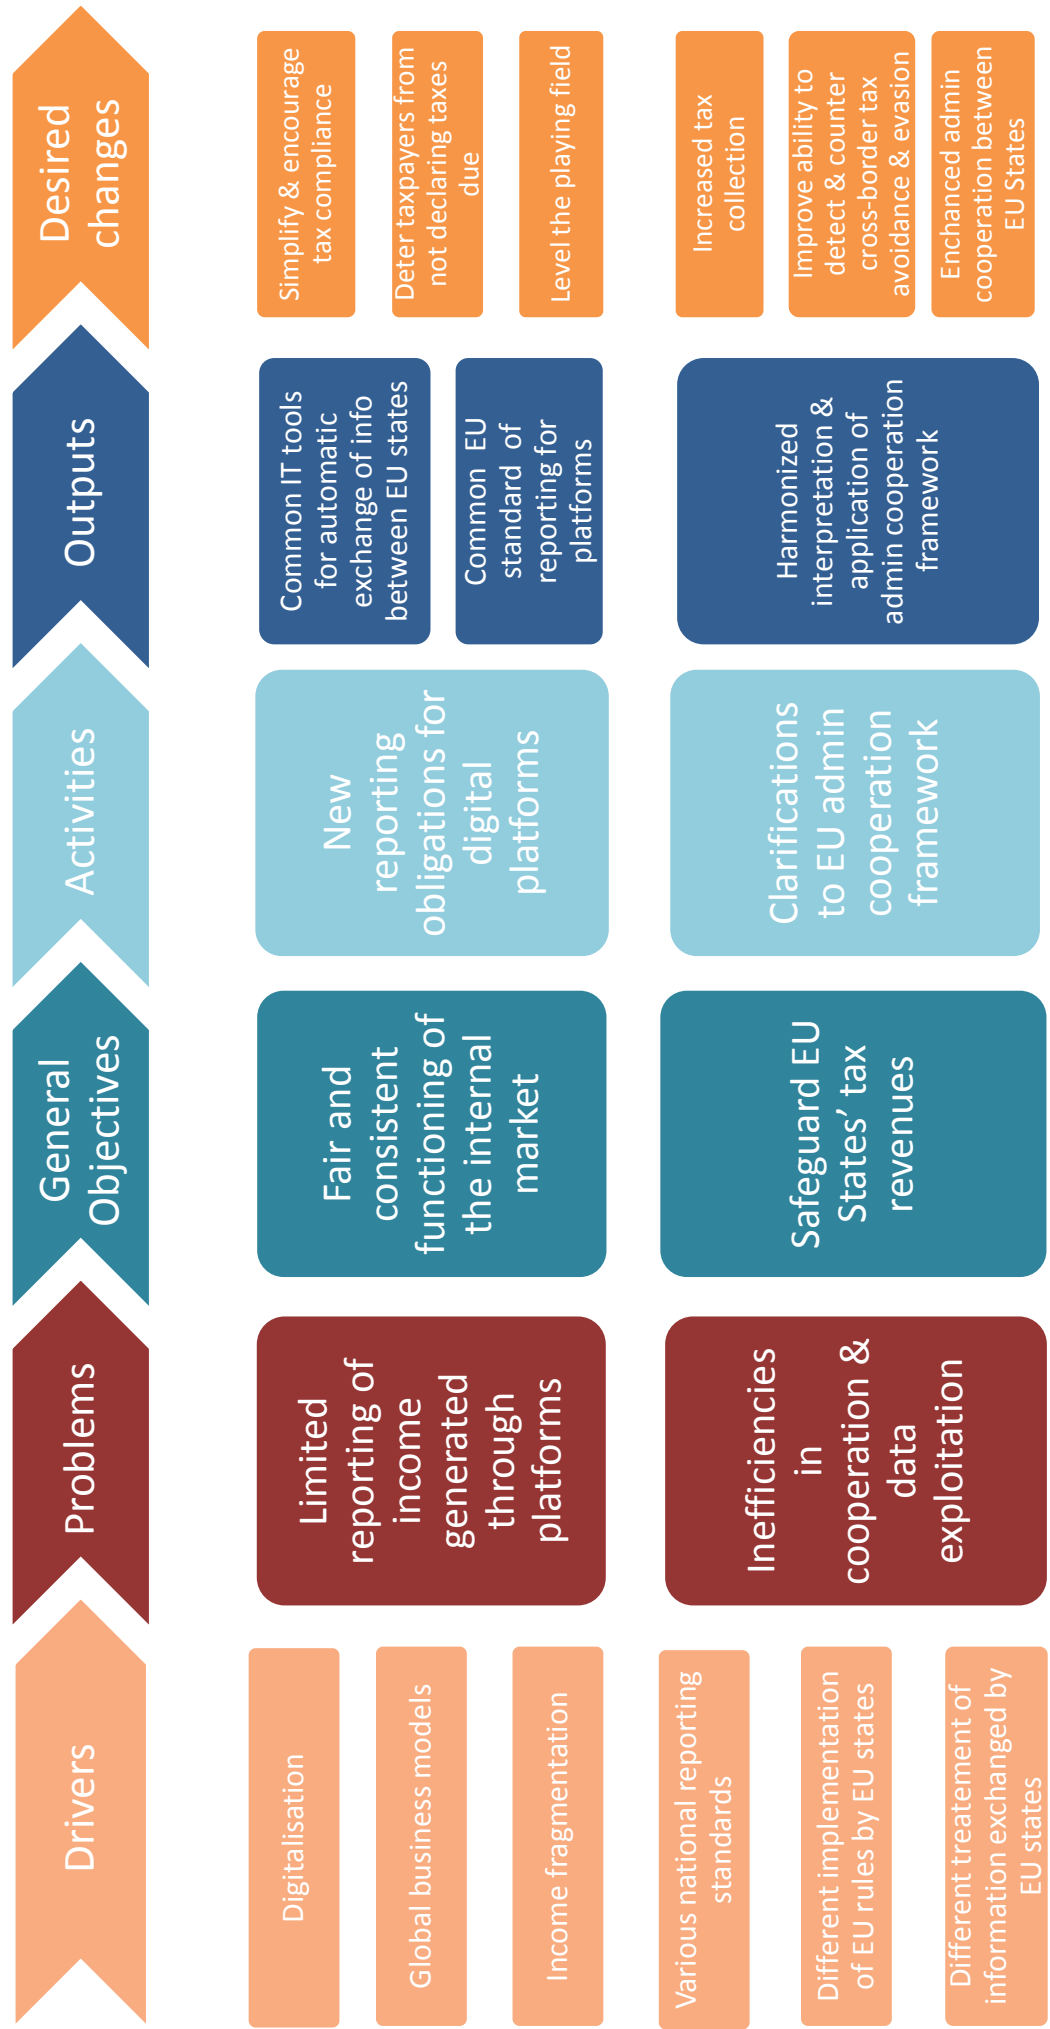 Drivers
Problems
General
Objectives
Activities
Outputs
Desired
changes
Digitalisation
Global business models
Income fragmentation
Various national reporting
standards
Different implementation
of EU rules by EU states
Different treatement of
information exchanged by
EU states
Limited
reporting of
income
generated
through
platforms
Inefficiencies
in
cooperation &
data
exploitation
Fair and
consistent
functioning of
the internal
market
Safeguard EU
States’ tax
revenues
New
reporting
obligations for
digital
platforms
Clarifications
to EU admin
cooperation
framework
Common IT tools
for automatic
exchange of info
between EU states
Common EU
standard of
reporting for
platforms
Harmonized
interpretation &
application of
admin cooperation
framework
Simplify & encourage
tax compliance
Deter taxpayers from
not declaring taxes
due
Level the playing field
Increased tax
collection
Improve ability to
detect & counter
cross-border tax
avoidance & evasion
Enchanced admin
cooperation between
EU States